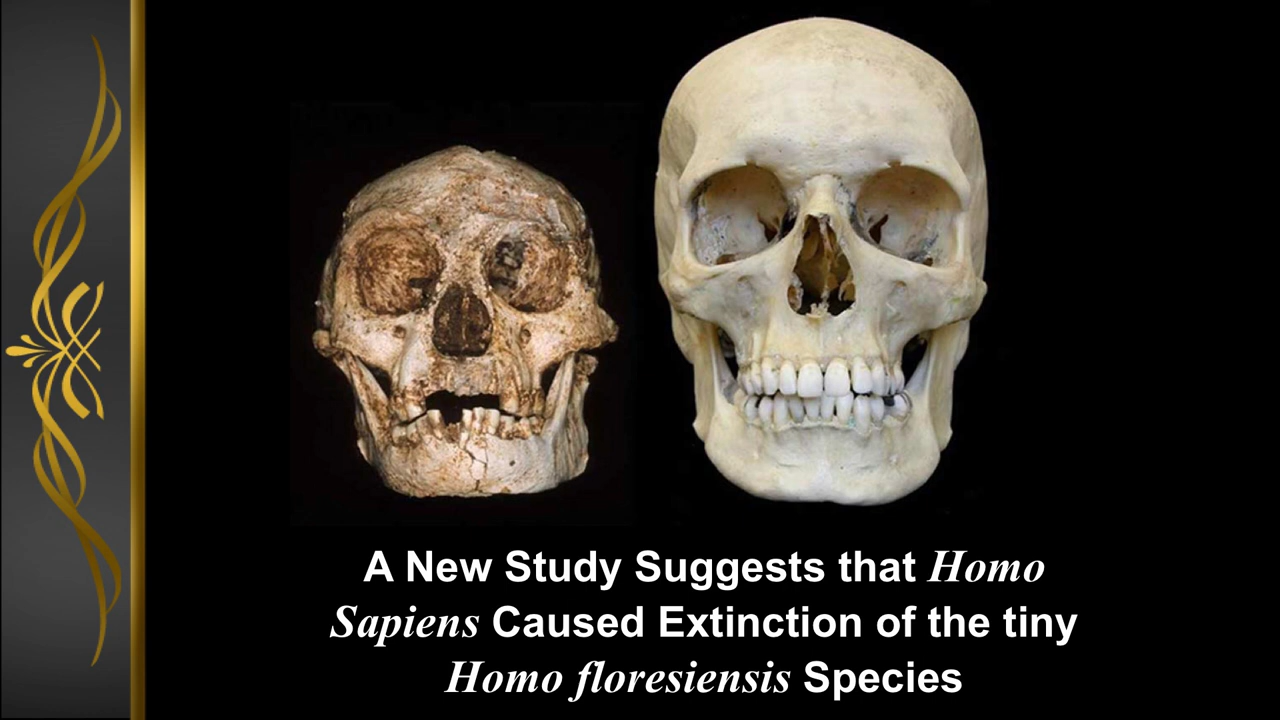 A New Study Suggests that Homo
Sapiens Caused Extinction of the tiny
Homo floresiensis Species